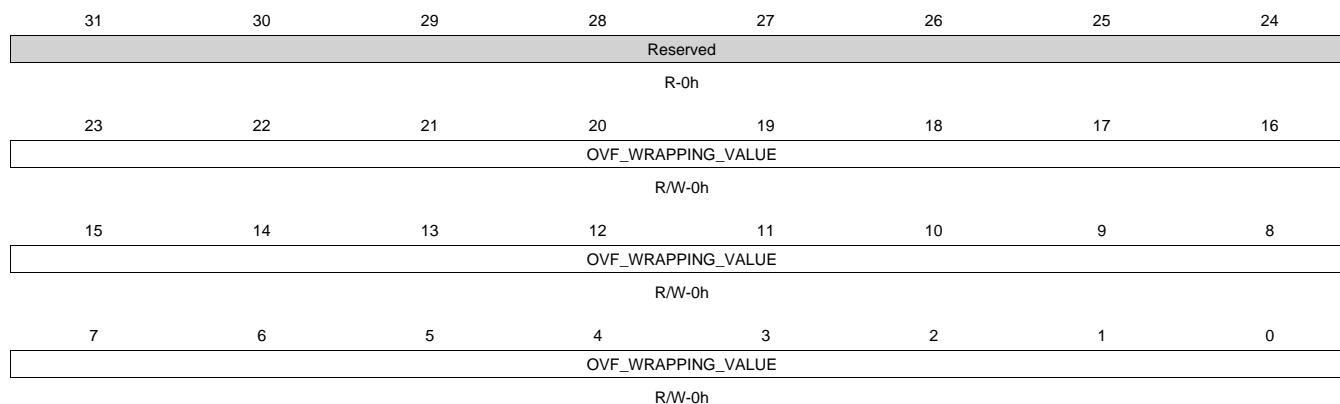 31 30 29 28 27 26 25 24
Reserved
R-0h
23 22 21 20 19 18 17 16
OVF_WRAPPING_VALUE
R/W-0h
15 14 13 12 11 10 9 8
OVF_WRAPPING_VALUE
R/W-0h
7 6 5 4 3 2 1 0
OVF_WRAPPING_VALUE
R/W-0h